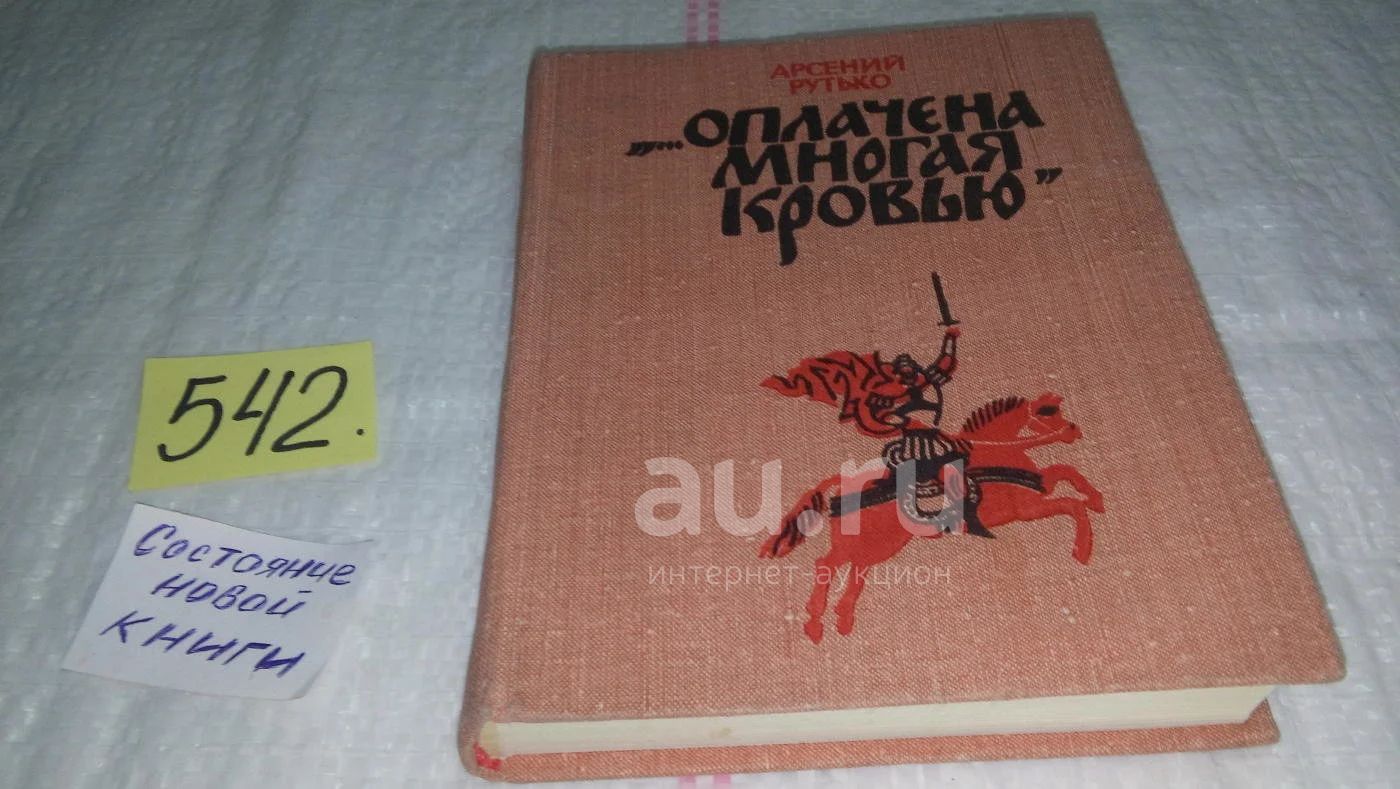 АРСЕНИЙ
РУТЬКО
„...ОПЛАЧЕНА
МНОГАЯ
КРОВЬЮ”
542.
Состояние
новой
книги
au.ru
интернет-аукцион